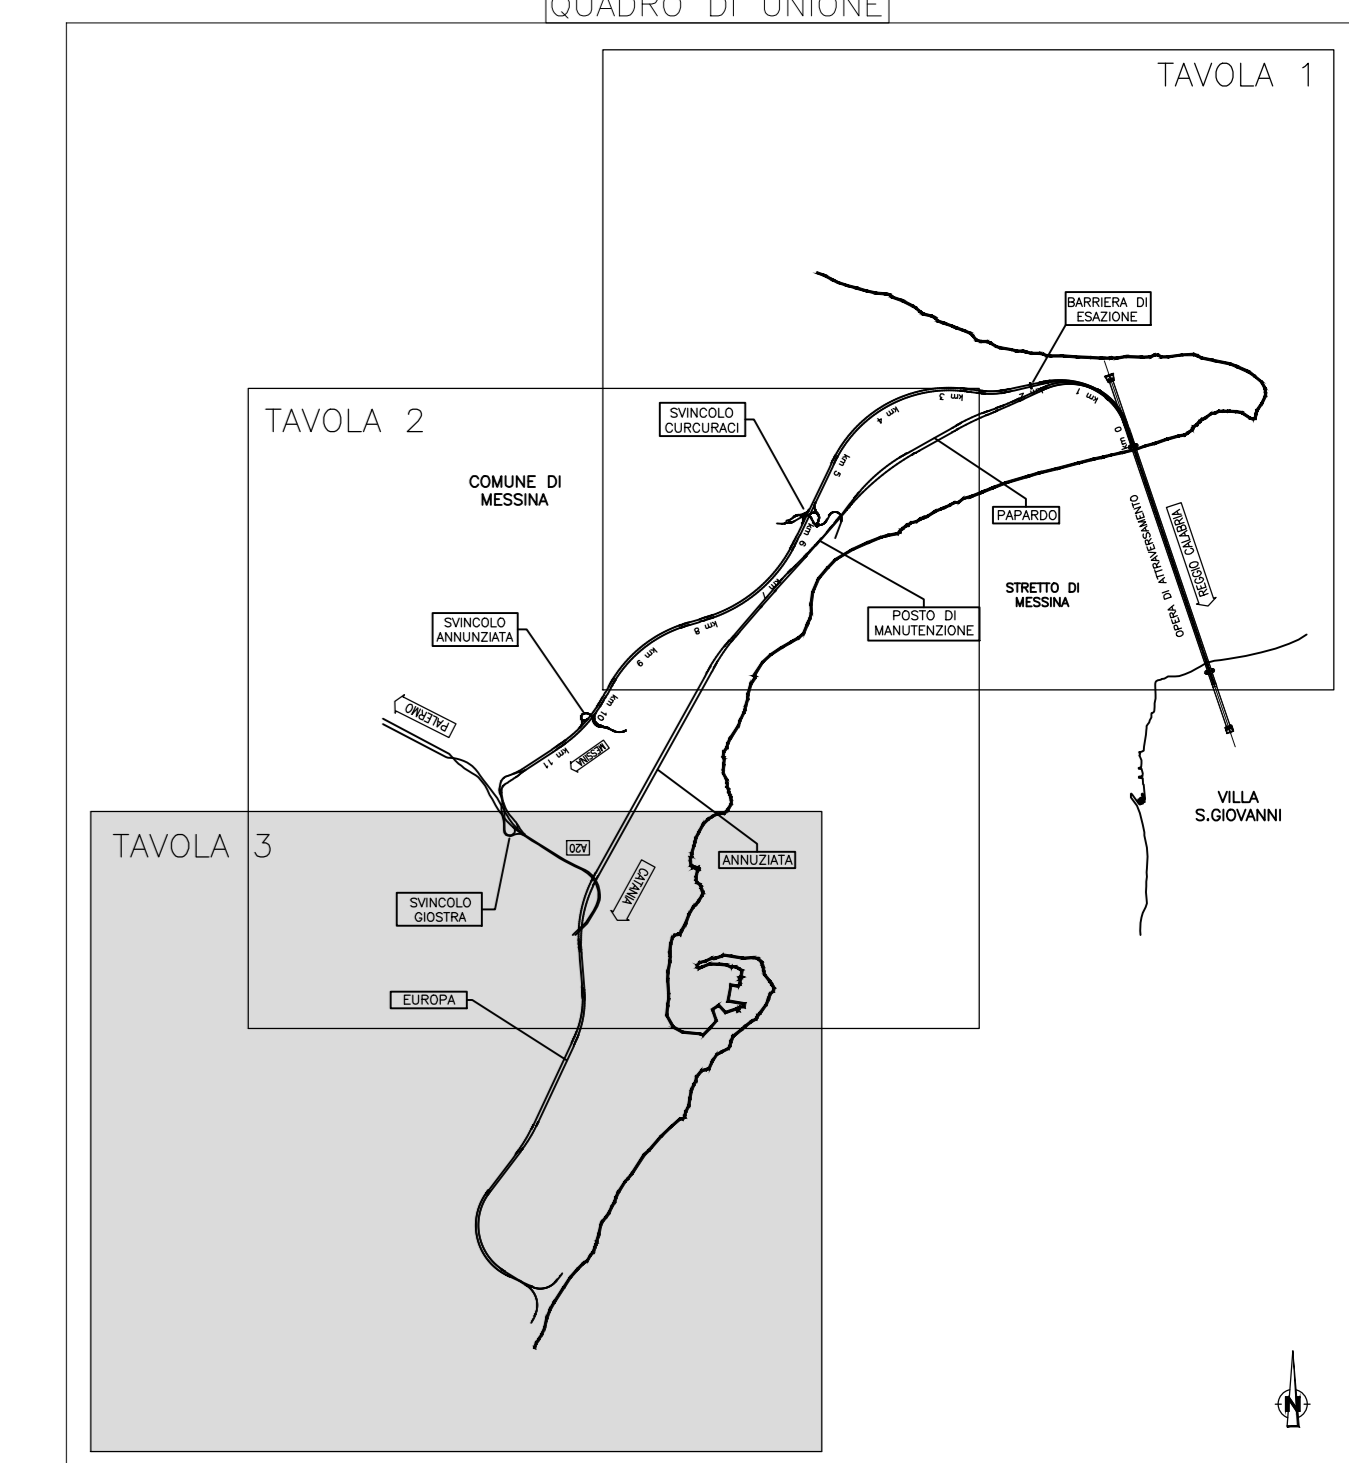 QUADRO DI UNIONE
TAVOLA 1
BARRIERA DI
ESAZIONE
TAVOLA 2
SVINCOLO
CURCURACI
km 0
km 1
km 2
km 3
km 4
km 5
km 6
km 7
km 8
km 9
km 10
km 11
COMUNE DI
MESSINA
PAPARDO
OPERA DI ATTRAVERSAMENTO
REGGIO CALABRIA
STRETTO DI
MESSINA
POSTO DI
MANUTENZIONE
SVINCOLO
ANNUNZIATA
PALERMO
MESSINA
VILLA
S.GIOVANNI
TAVOLA 3
A20
ANNUZIATA
CATANIA
SVINCOLO
GIOSTRA
EUROPA
N